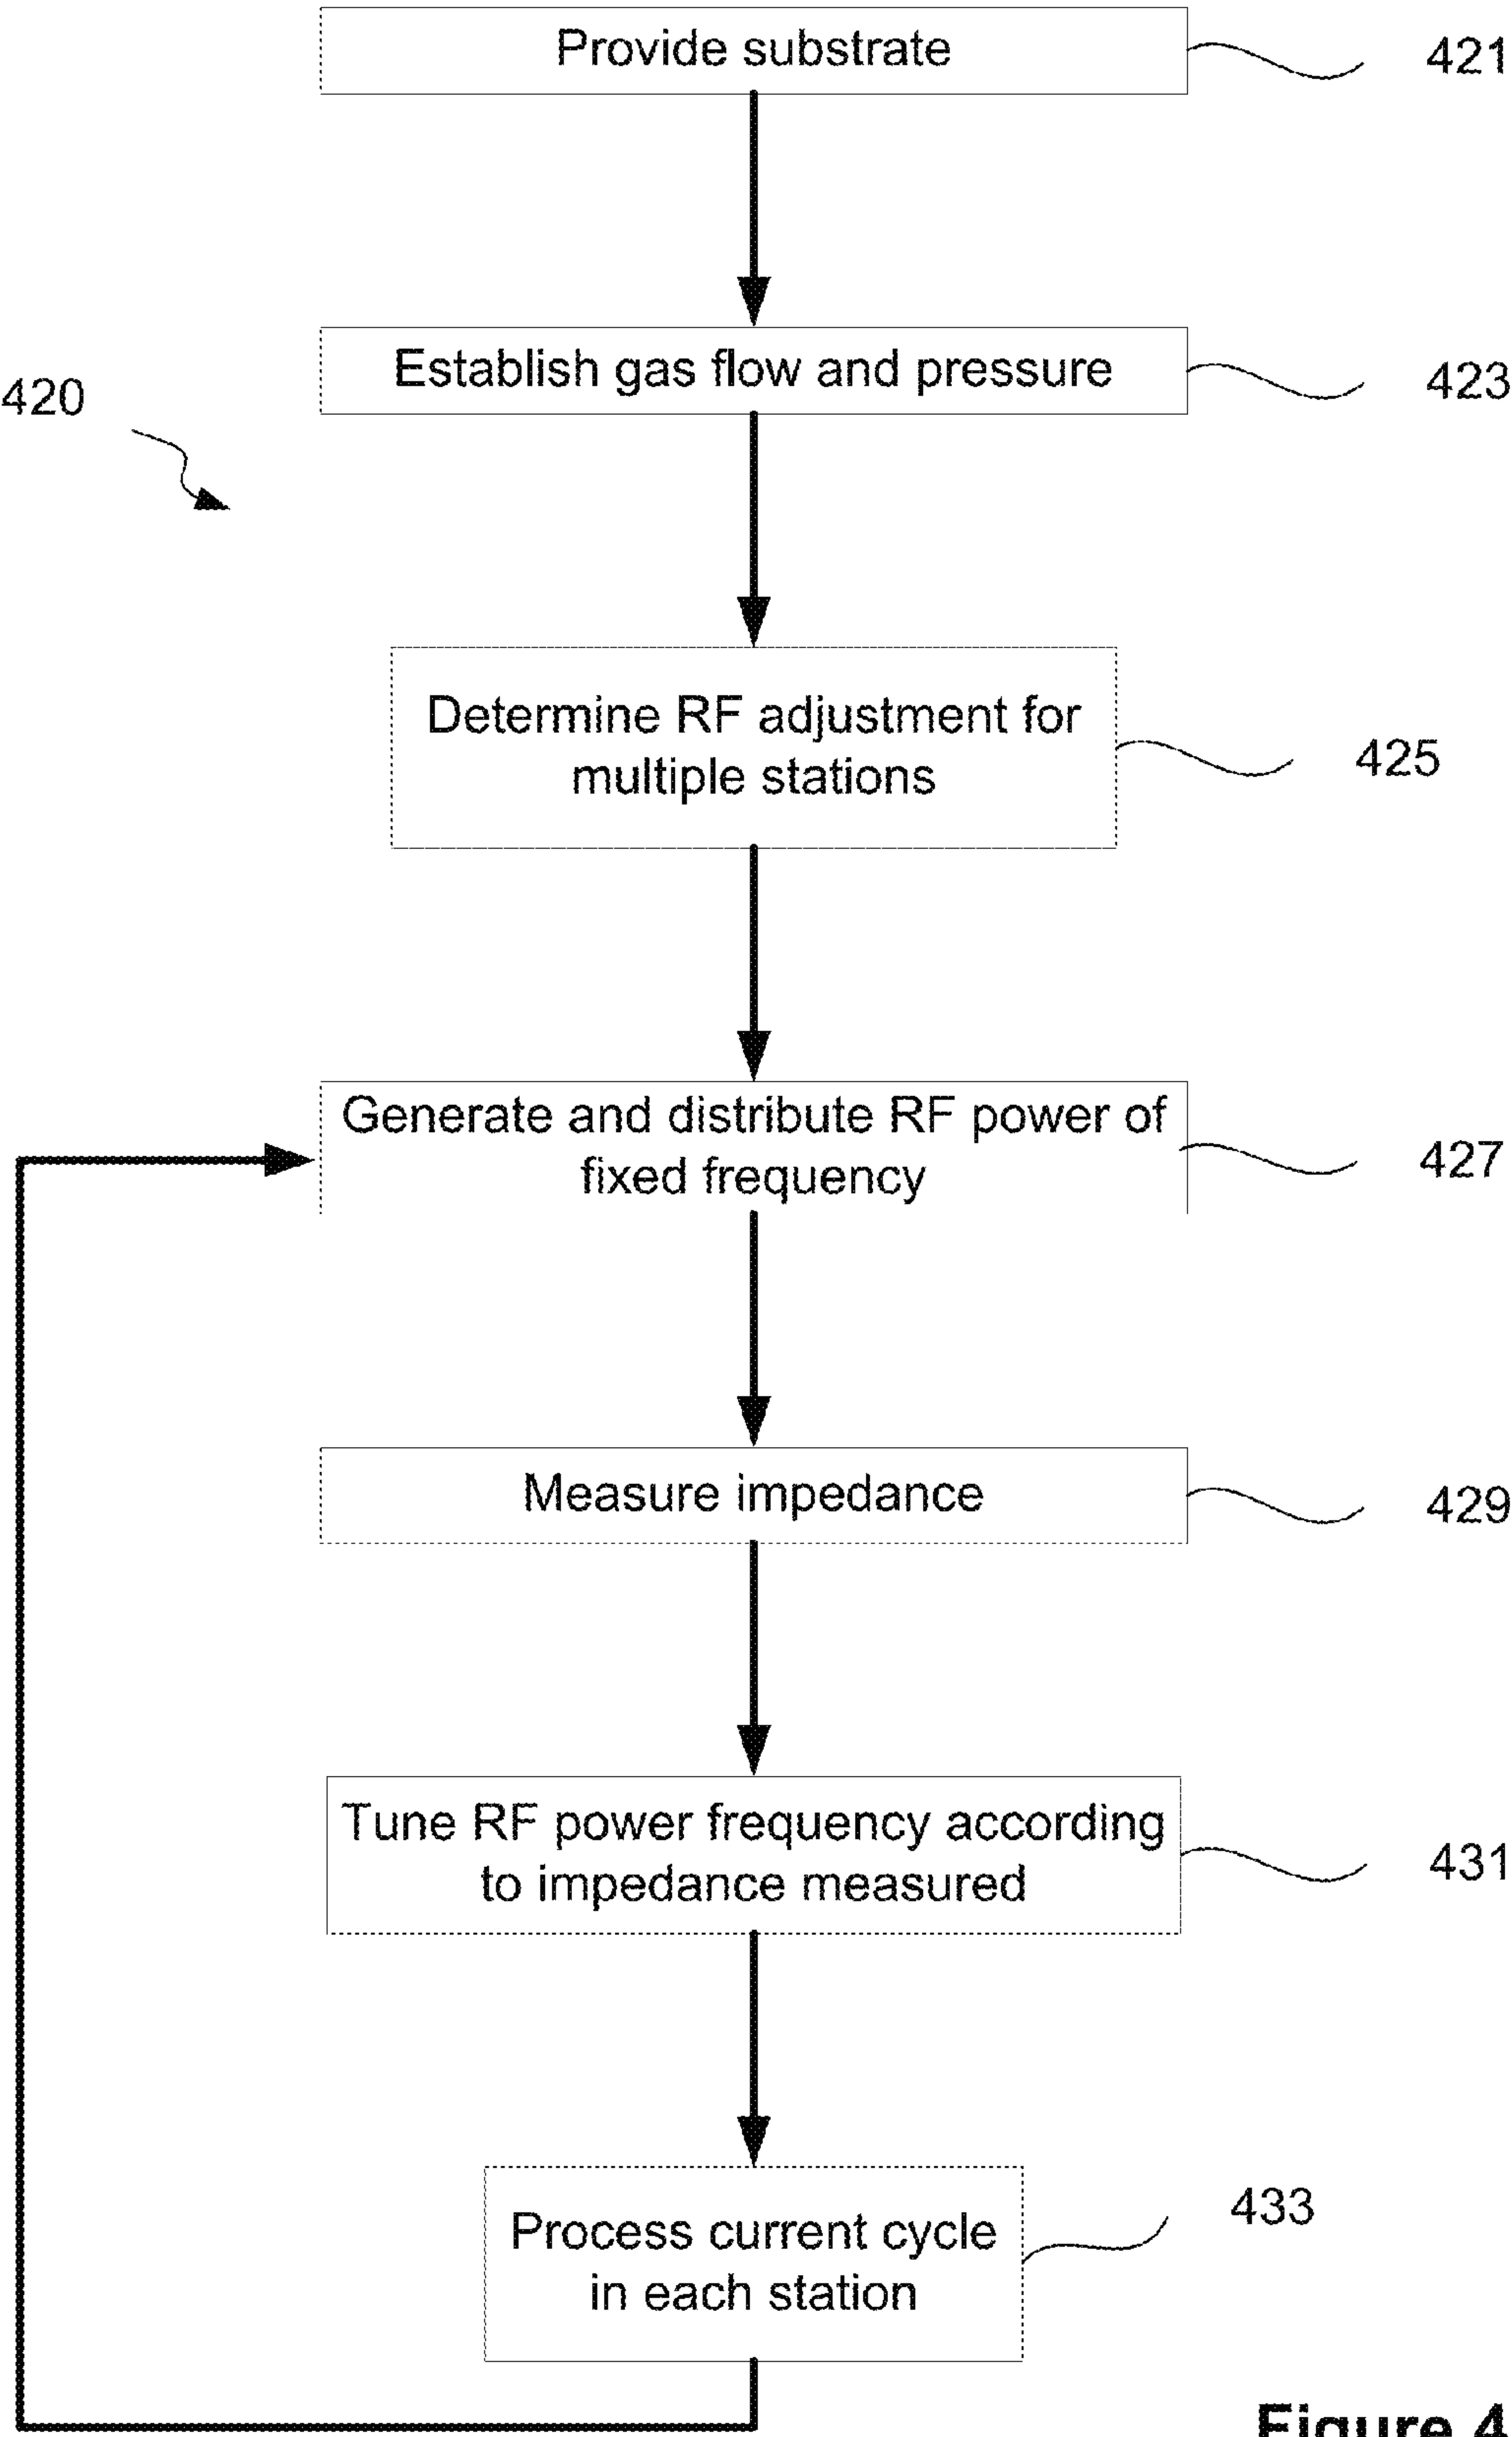 Provide substrate
421
Establish gas flow and pressure
423
420
Determine RF adjustment for
multiple stations
425
Generate and distribute RF power of
fixed frequency
427
Measure impedance
429
Tune RF power frequency according
to impedance measured
431
Process current cycle
in each station
433
Figure 4